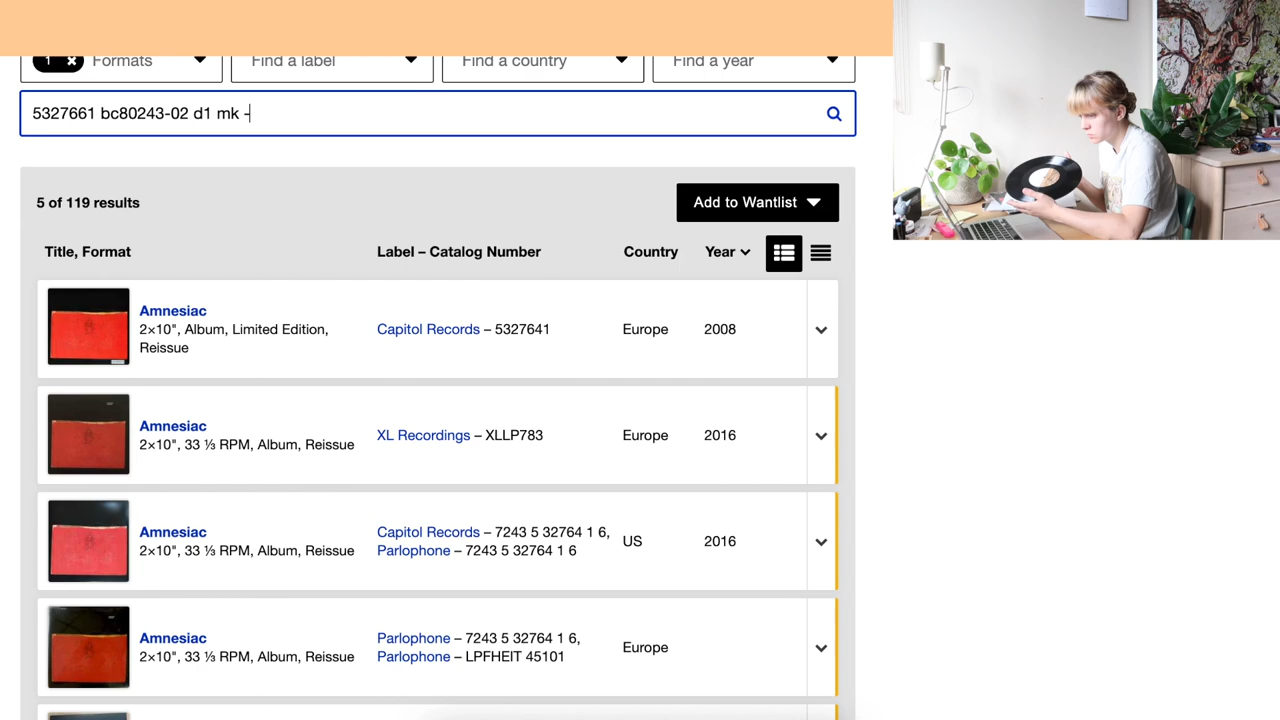 1 × Formats
Find a label
Find a country
Find a year
5327661 bc80243-02 d1 mk -
5 of 119 results
Add to Wantlist
Title, Format
Label – Catalog Number
Country
Year
Amnesiac
2×10", Album, Limited Edition,
Reissue
Capitol Records – 5327641
Europe
2008
Amnesiac
2×10", 33 ⅓ RPM, Album, Reissue
XL Recordings – XLLP783
Europe
2016
Amnesiac
2×10", 33 ⅓ RPM, Album, Reissue
Capitol Records – 7243 5 32764 1 6,
Parlophone – 7243 5 32764 1 6
US
2016
Amnesiac
2×10", 33 ⅓ RPM, Album, Reissue
Parlophone – 7243 5 32764 1 6,
Parlophone – LPFHEIT 45101
Europe